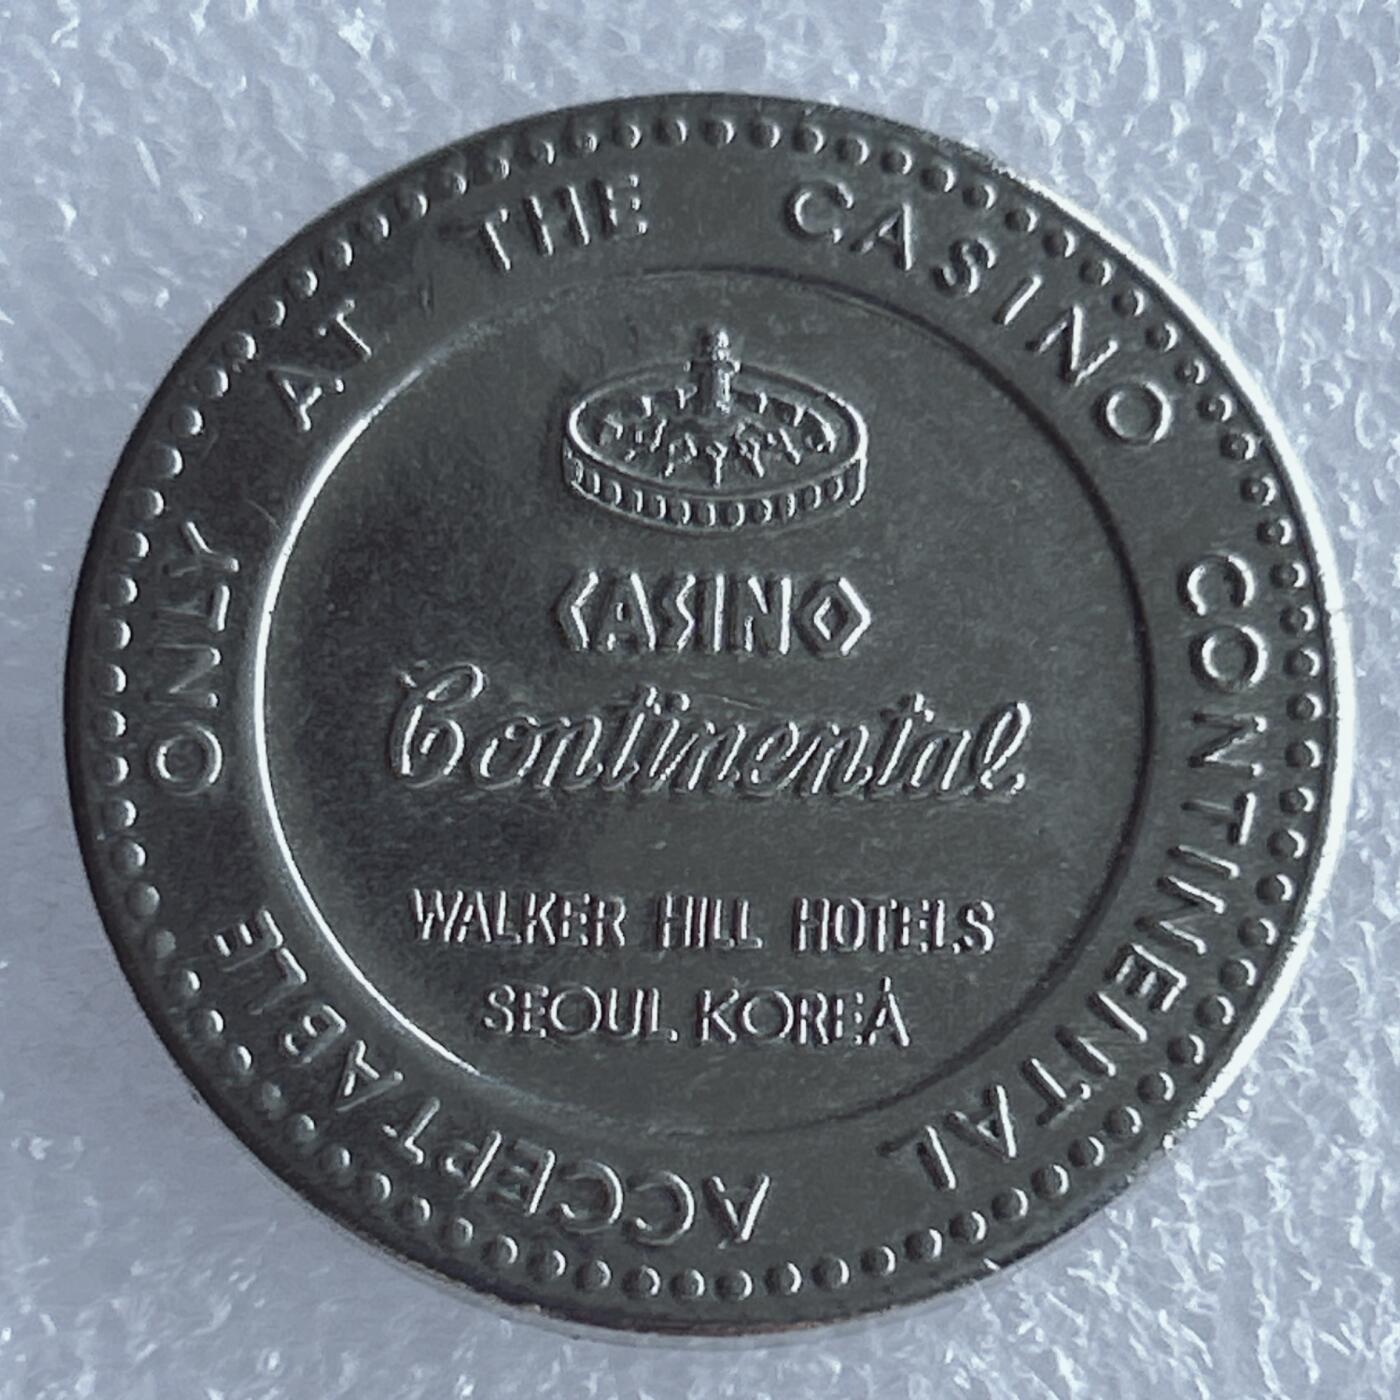 ACCEPTABLE ONLY AT THE CASINO CONTINENTAL
CASINO
Continental
WALKER HILL HOTELS
SEOUL KOREA